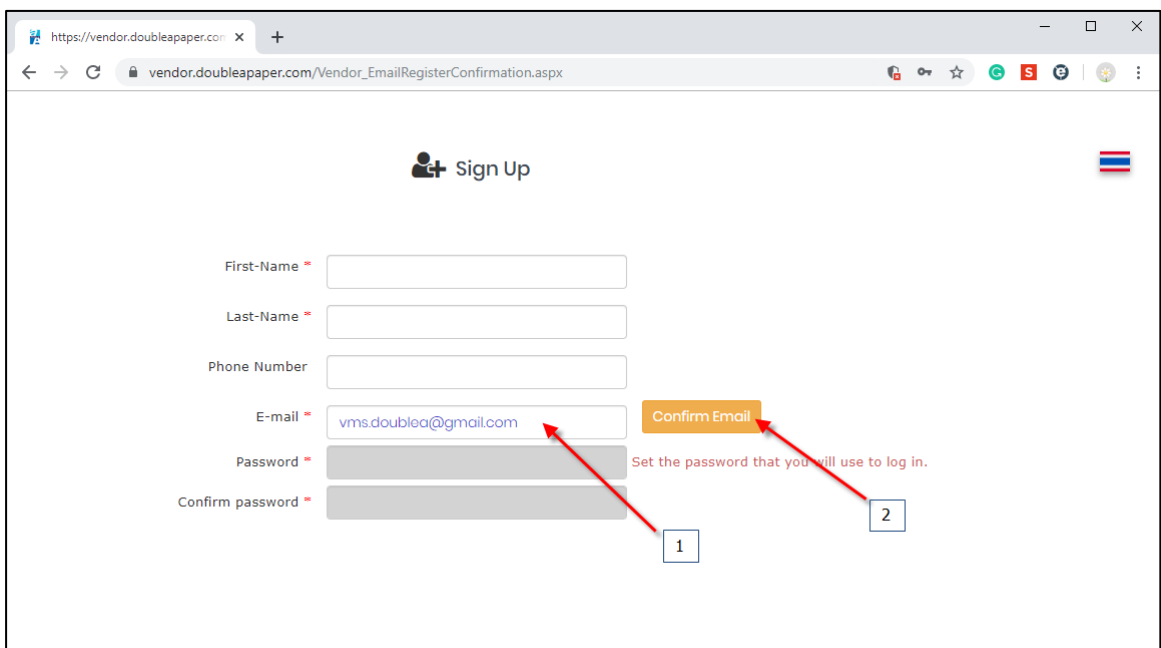 https://vendor.doubleapaper.con
vendor.doubleapaper.com/Vendor_EmailRegisterConfirmation.aspx
S
Sign Up
First-Name *
Last-Name *
Phone Number
E-mail * vms.doublea@gmail.com Confirm Email
Password * Set the password that you will use to log in.
Confirm password *
2
1